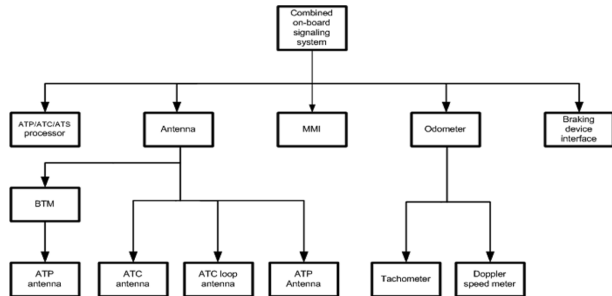 Combined
on-board
signaling
system
ATP/ATC/ATS
processor
Antenna
MMI
Odometer
Braking
device
interface
BTM
ATP
antenna
ATC
antenna
ATC loop
antenna
ATP
Antenna
Tachometer
Doppler
speed meter